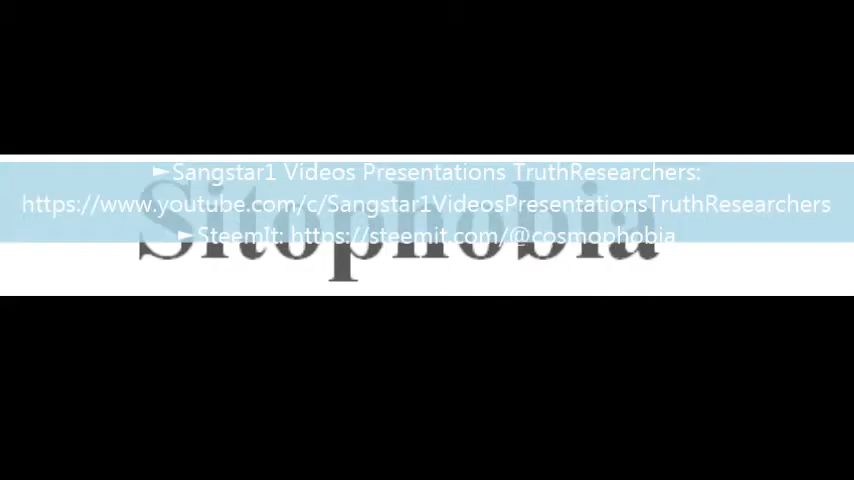 ►Sangstar1 Videos Presentations TruthResearchers:
https://www.youtube.com/c/Sangstar1VideosPresentationsTruthResearchers
►SteemIt: https://steemit.com/@cosmophobia
Sitophobia